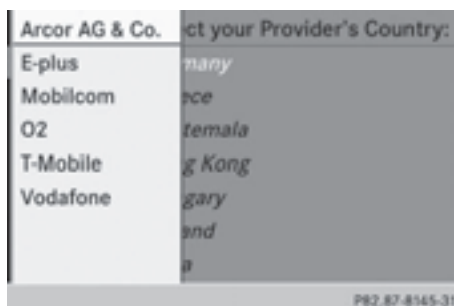 Arcor AG & Co.
E-plus
Mobilcom
O2
T-Mobile
Vodafone
ct your Provider's Country:
many
ece
temala
g Kong
gary
and
a
P82.87-8145-31